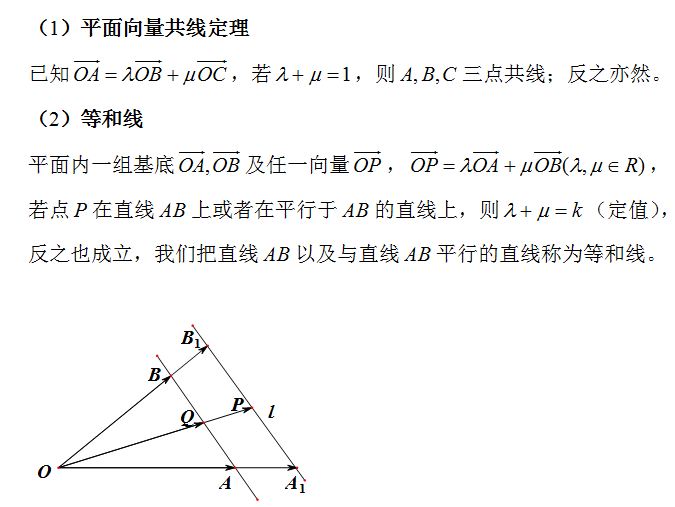 （1）平面向量共线定理
已知 $\overrightarrow{OA}=\lambda\overrightarrow{OB}+\mu\overrightarrow{OC}$，若 $\lambda+\mu=1$，则 A,B,C 三点共线；反之亦然。
（2）等和线
平面内一组基底 $\overrightarrow{OA},\overrightarrow{OB}$ 及任一向量 $\overrightarrow{OP}$，$\overrightarrow{OP}=\lambda\overrightarrow{OA}+\mu\overrightarrow{OB}(\lambda,\mu\in R)$，
若点 P 在直线 AB 上或者在平行于 AB 的直线上，则 $\lambda+\mu=k$（定值），
反之也成立，我们把直线 AB 以及与直线 AB 平行的直线称为等和线。
B₁
B
Q
P
l
O
A
A₁